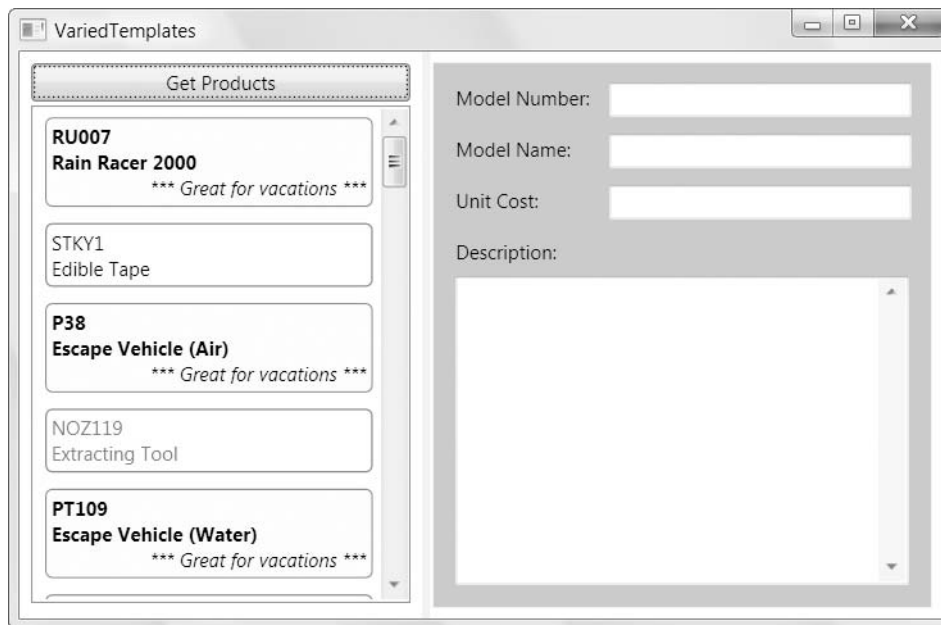 VariedTemplates
Get Products
RU007
Rain Racer 2000
*** Great for vacations ***
STKY1
Edible Tape
P38
Escape Vehicle (Air)
*** Great for vacations ***
NOZ119
Extracting Tool
PT109
Escape Vehicle (Water)
*** Great for vacations ***
Model Number:
Model Name:
Unit Cost:
Description: